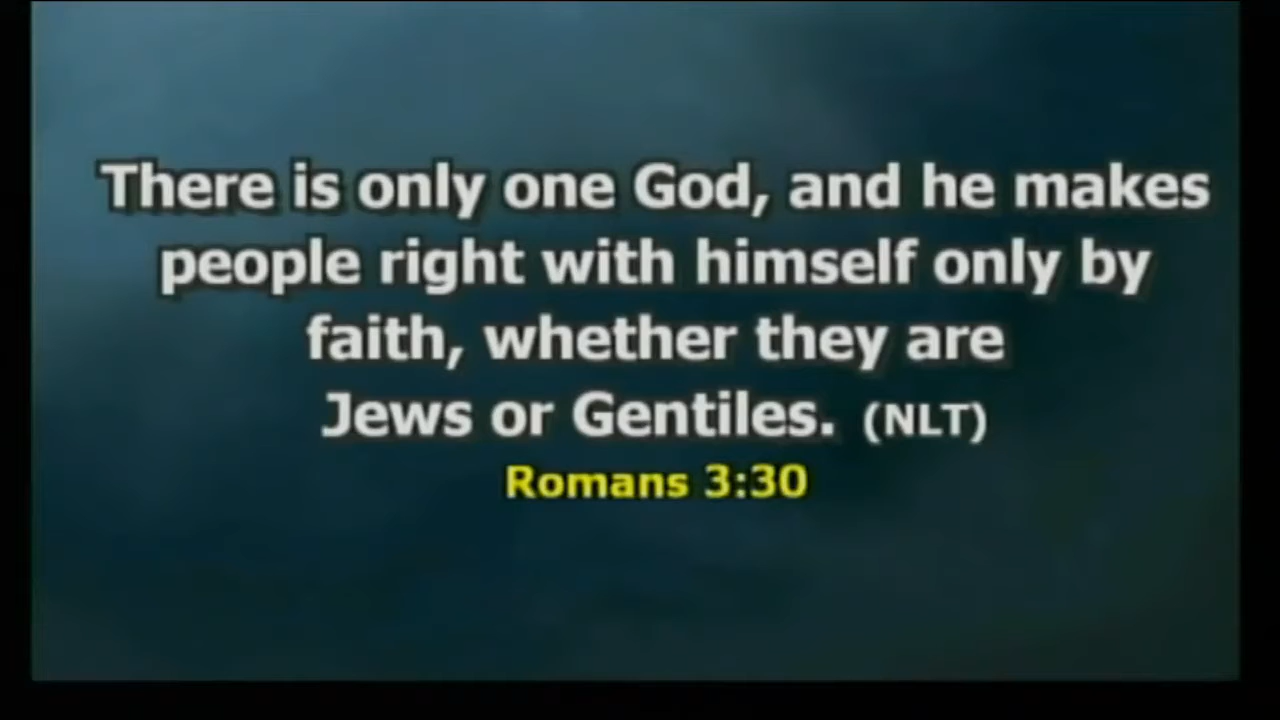 There is only one God, and he makes
people right with himself only by
faith, whether they are
Jews or Gentiles. (NLT)
Romans 3:30